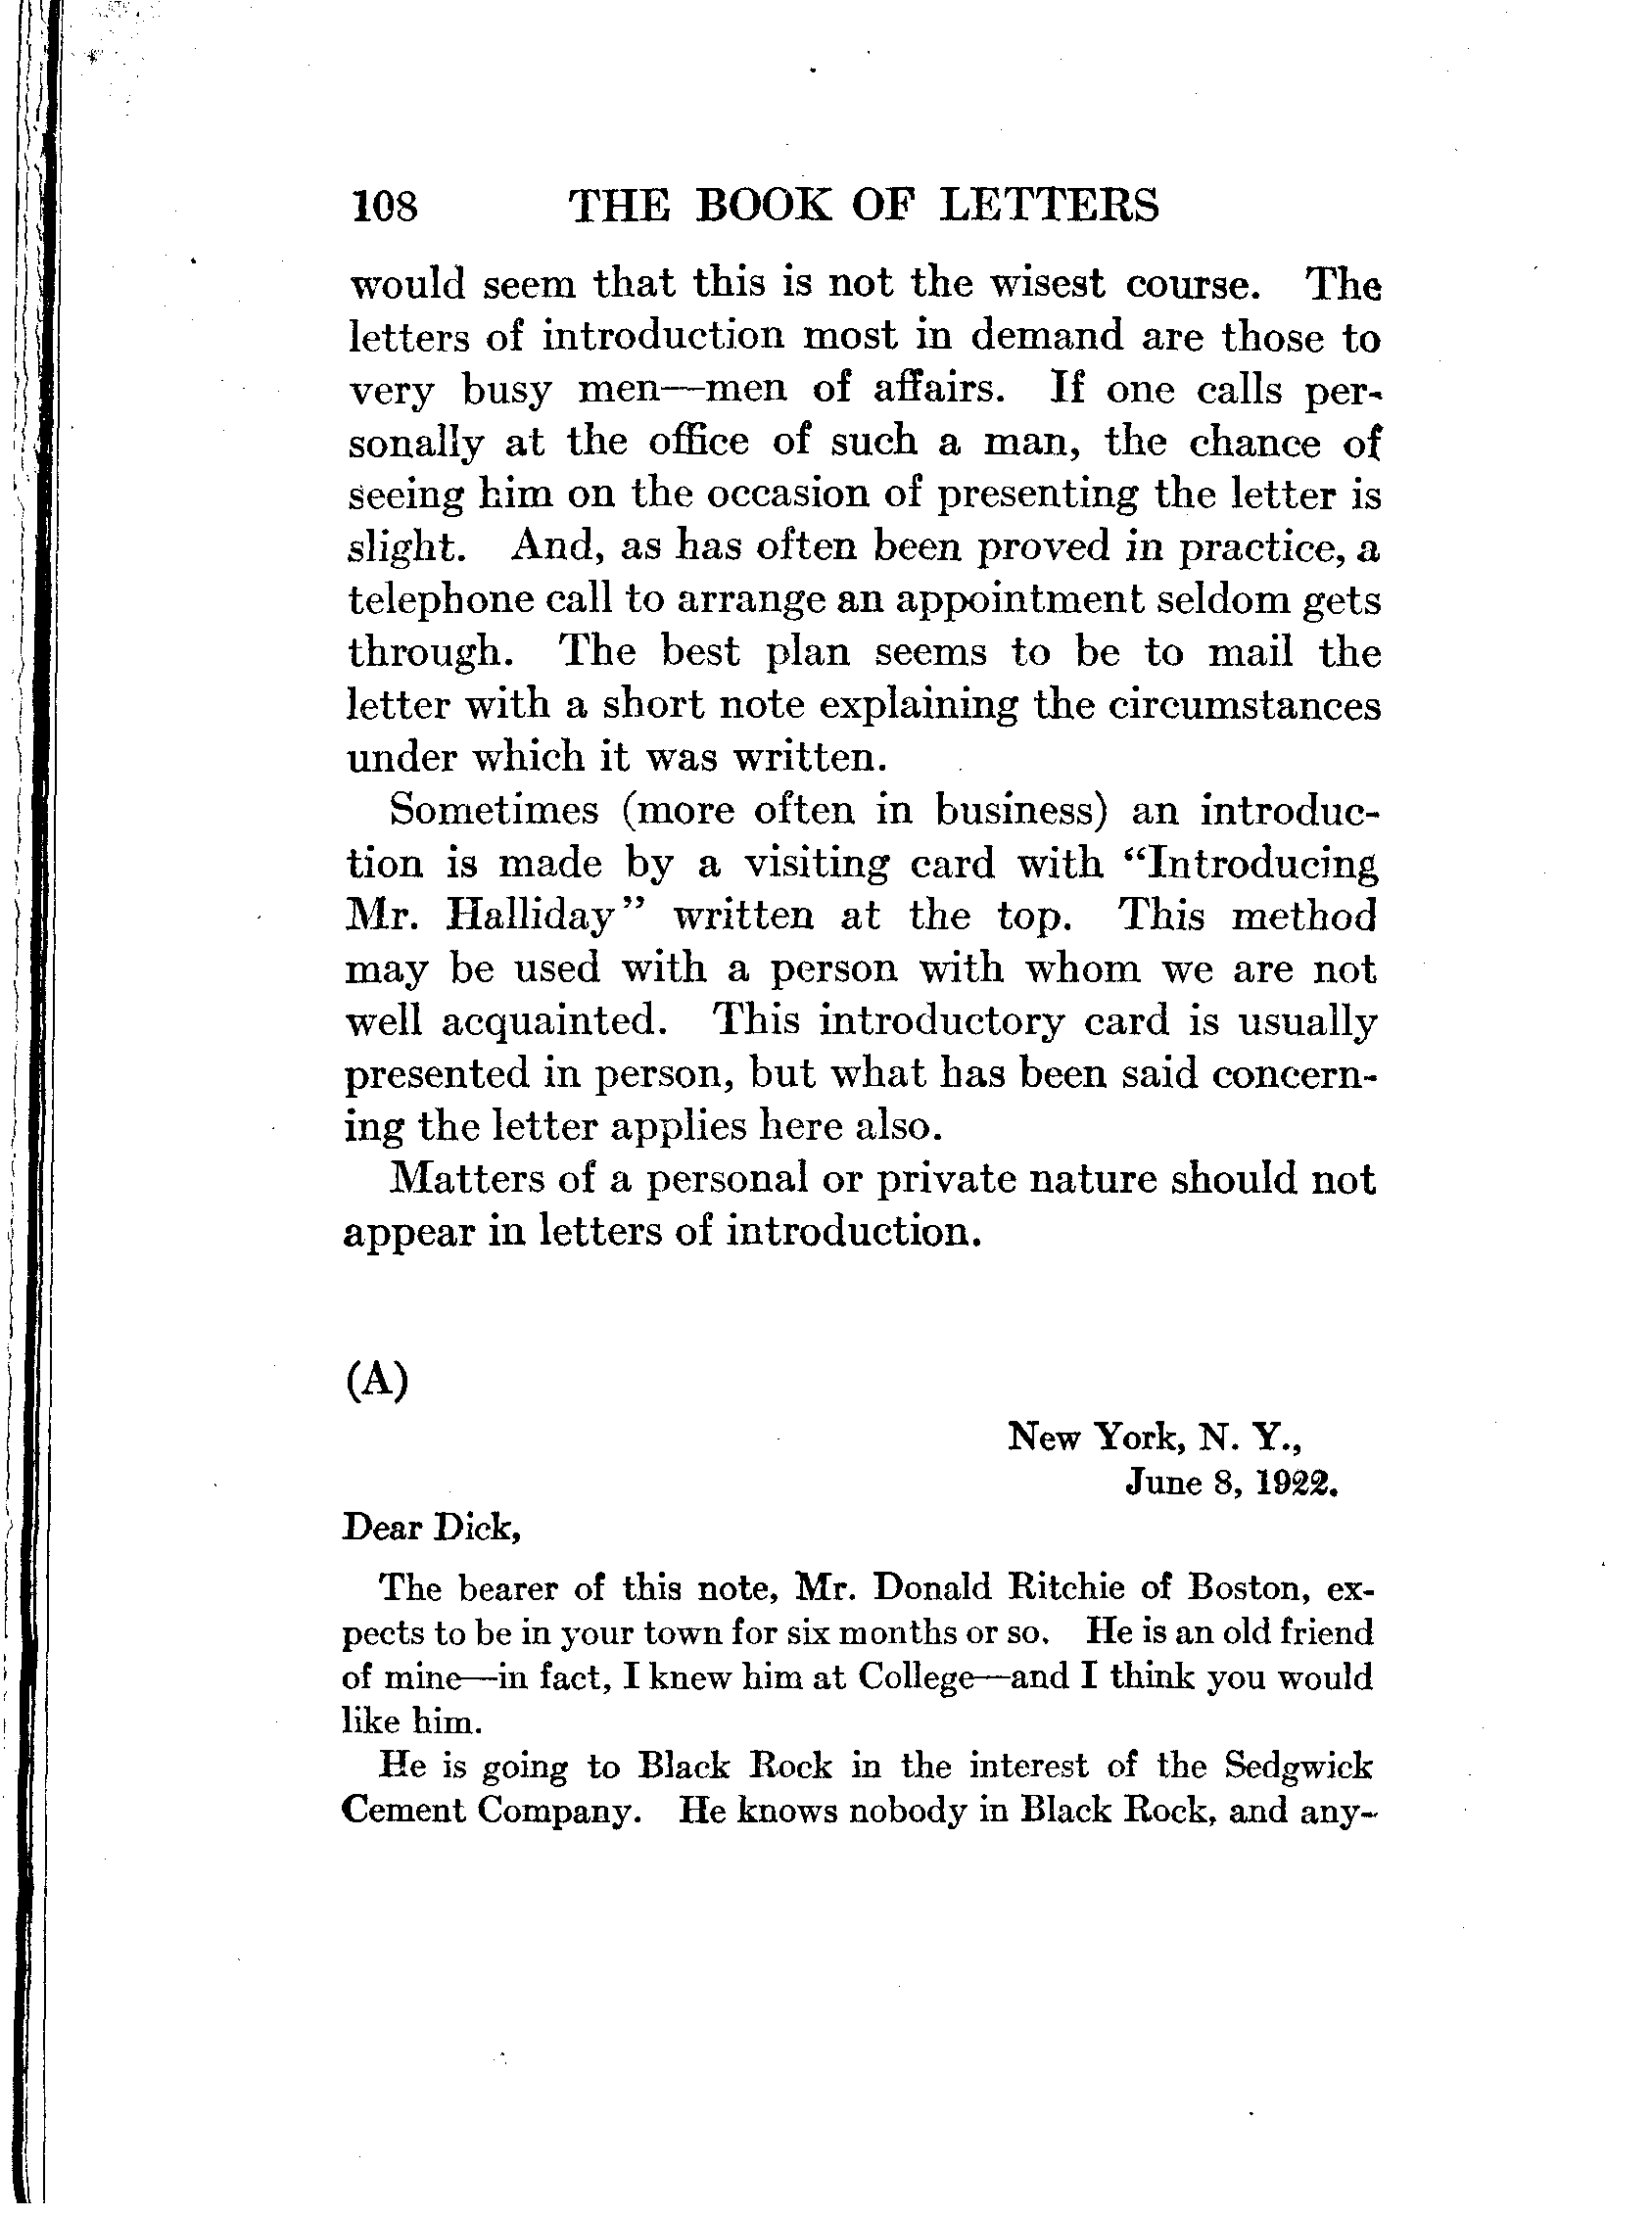 108 THE BOOK OF LETTERS
would seem that this is not the wisest course. The
letters of introduction most in demand are those to
very busy men—men of affairs. If one calls per-
sonally at the office of such a man, the chance of
seeing him on the occasion of presenting the letter is
slight. And, as has often been proved in practice, a
telephone call to arrange an appointment seldom gets
through. The best plan seems to be to mail the
letter with a short note explaining the circumstances
under which it was written.
Sometimes (more often in business) an introduc-
tion is made by a visiting card with “Introducing
Mr. Halliday” written at the top. This method
may be used with a person with whom we are not
well acquainted. This introductory card is usually
presented in person, but what has been said concern-
ing the letter applies here also.
Matters of a personal or private nature should not
appear in letters of introduction.
(A)
New York, N. Y.,
June 8, 1922.
Dear Dick,
The bearer of this note, Mr. Donald Ritchie of Boston, ex-
pects to be in your town for six months or so. He is an old friend
of mine—in fact, I knew him at College—and I think you would
like him.
He is going to Black Rock in the interest of the Sedgwick
Cement Company. He knows nobody in Black Rock, and any-